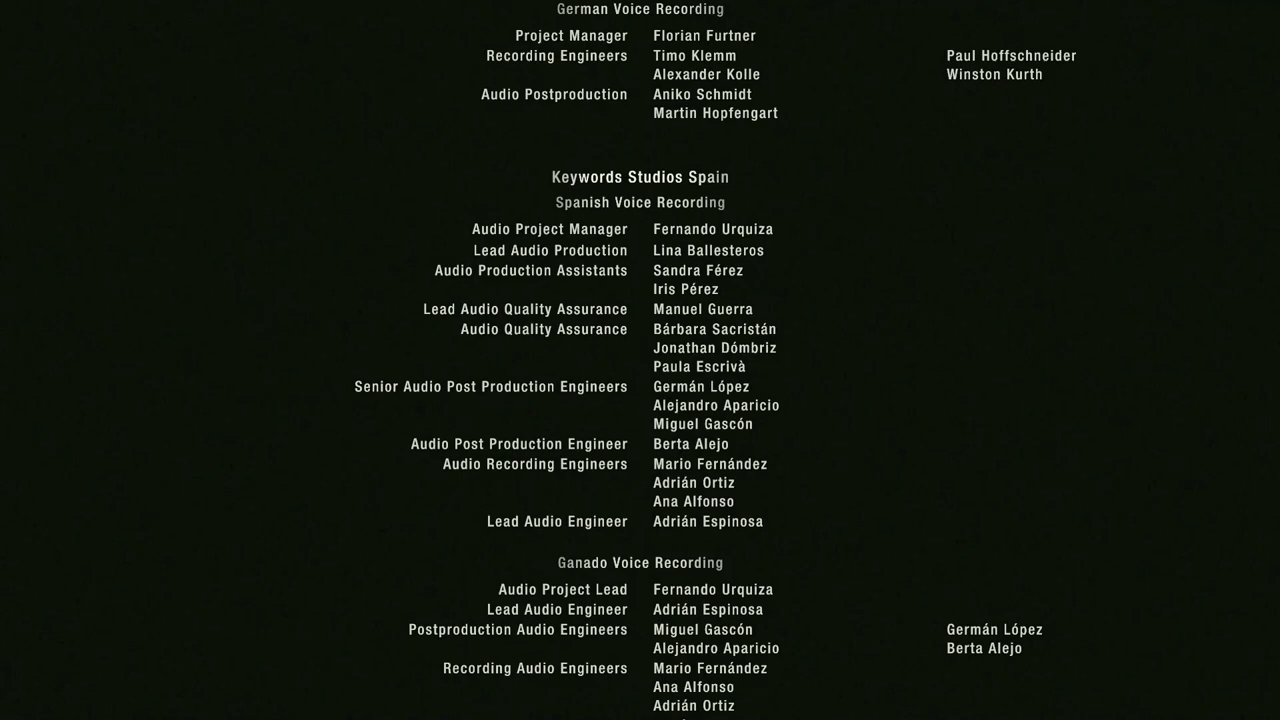 German Voice Recording
Project Manager Florian Furtner
Recording Engineers Timo Klemm Paul Hoffschneider
Alexander Kolle Winston Kurth
Audio Postproduction Aniko Schmidt
Martin Hopfengart
Keywords Studios Spain
Spanish Voice Recording
Audio Project Manager Fernando Urquiza
Lead Audio Production Lina Ballesteros
Audio Production Assistants Sandra Férez
Iris Pérez
Lead Audio Quality Assurance Manuel Guerra
Audio Quality Assurance Bárbara Sacristán
Jonathan Dómbriz
Paula Escrivà
Senior Audio Post Production Engineers Germán López
Alejandro Aparicio
Miguel Gascón
Audio Post Production Engineer Berta Alejo
Audio Recording Engineers Mario Fernández
Adrián Ortiz
Ana Alfonso
Lead Audio Engineer Adrián Espinosa
Ganado Voice Recording
Audio Project Lead Fernando Urquiza
Lead Audio Engineer Adrián Espinosa
Postproduction Audio Engineers Miguel Gascón Germán López
Alejandro Aparicio Berta Alejo
Recording Audio Engineers Mario Fernández
Ana Alfonso
Adrián Ortiz